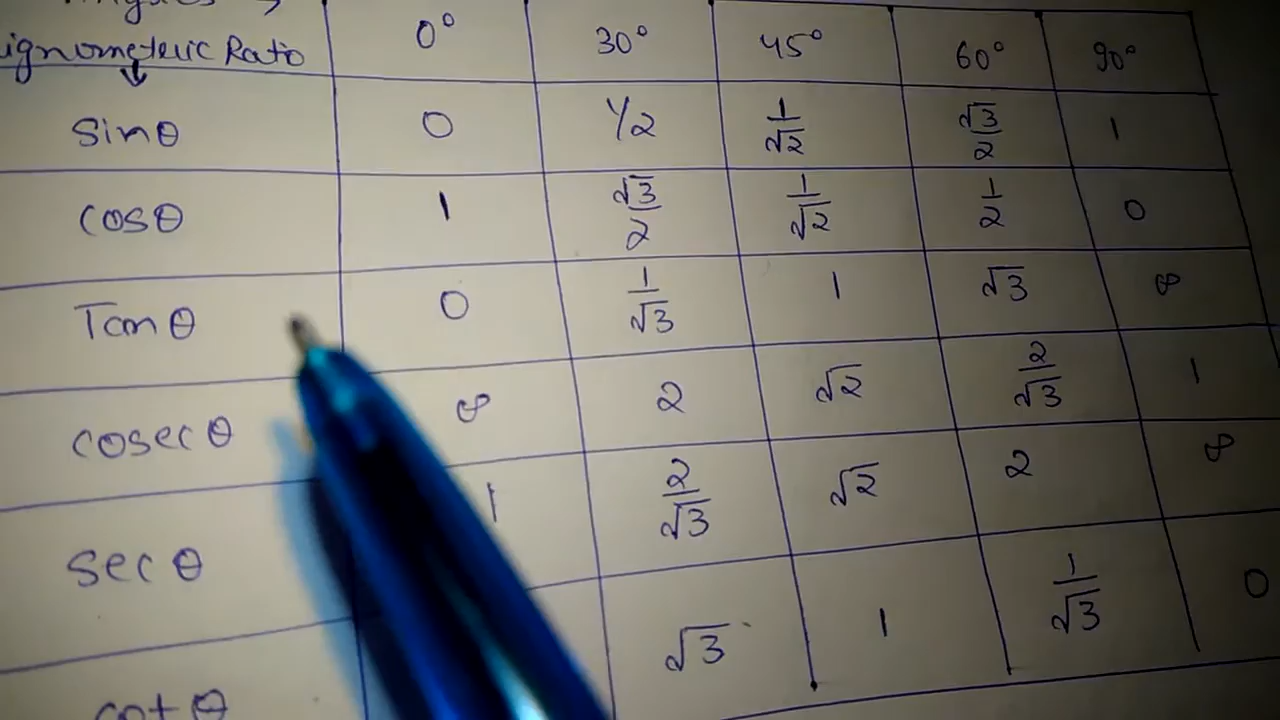 0° 30° 45° 60° 90°
Ratio
Sinθ 0 1/2 1/√2 √3/2 1
cosθ 1 √3/2 1/√2 1/2 0
Tanθ 0 1/√3 1 √3 ∞
cosecθ ∞ 2 √2 2/√3 1
secθ 1 2/√3 √2 2 ∞
cotθ √3 1 1/√3 0